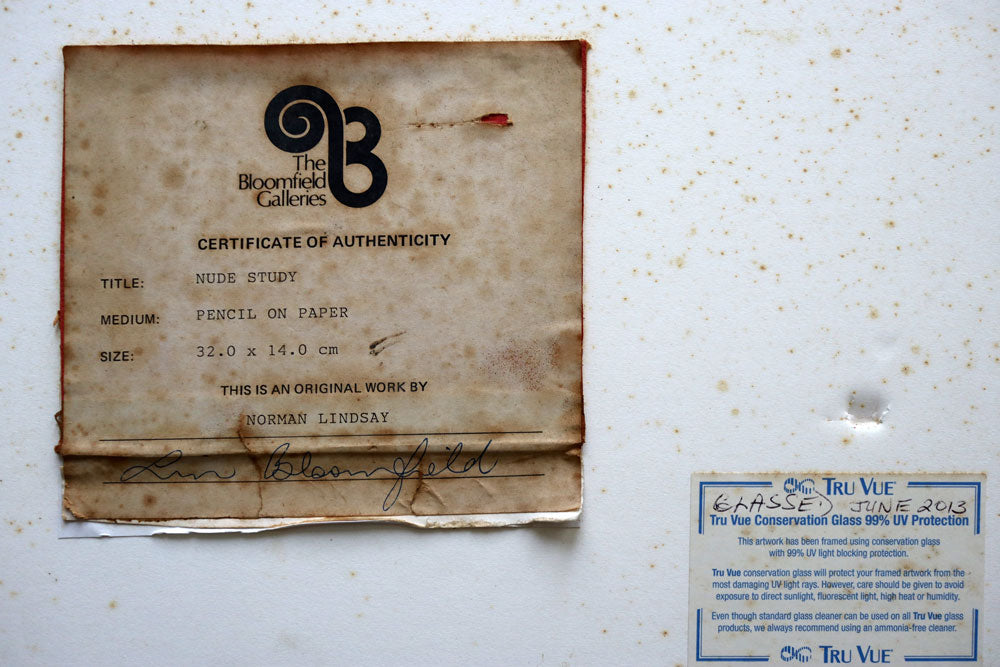 The
Bloomfield
Galleries
CERTIFICATE OF AUTHENTICITY
TITLE: NUDE STUDY
MEDIUM: PENCIL ON PAPER
SIZE: 32.0 x 14.0 cm
THIS IS AN ORIGINAL WORK BY
NORMAN LINDSAY
Lin Bloomfield
TRU VUE
GLASSED JUNE 2013
Tru Vue Conservation Glass 99% UV Protection
This artwork has been framed using conservation glass
with 99% UV light blocking protection.
Tru Vue conservation glass will protect your framed artwork from the
most damaging UV light rays. However, care should be given to avoid
exposure to direct sunlight, fluorescent light, high heat or humidity.
Even though standard glass cleaner can be used on all Tru Vue glass
products, we always recommend using an ammonia-free cleaner.
TRU VUE